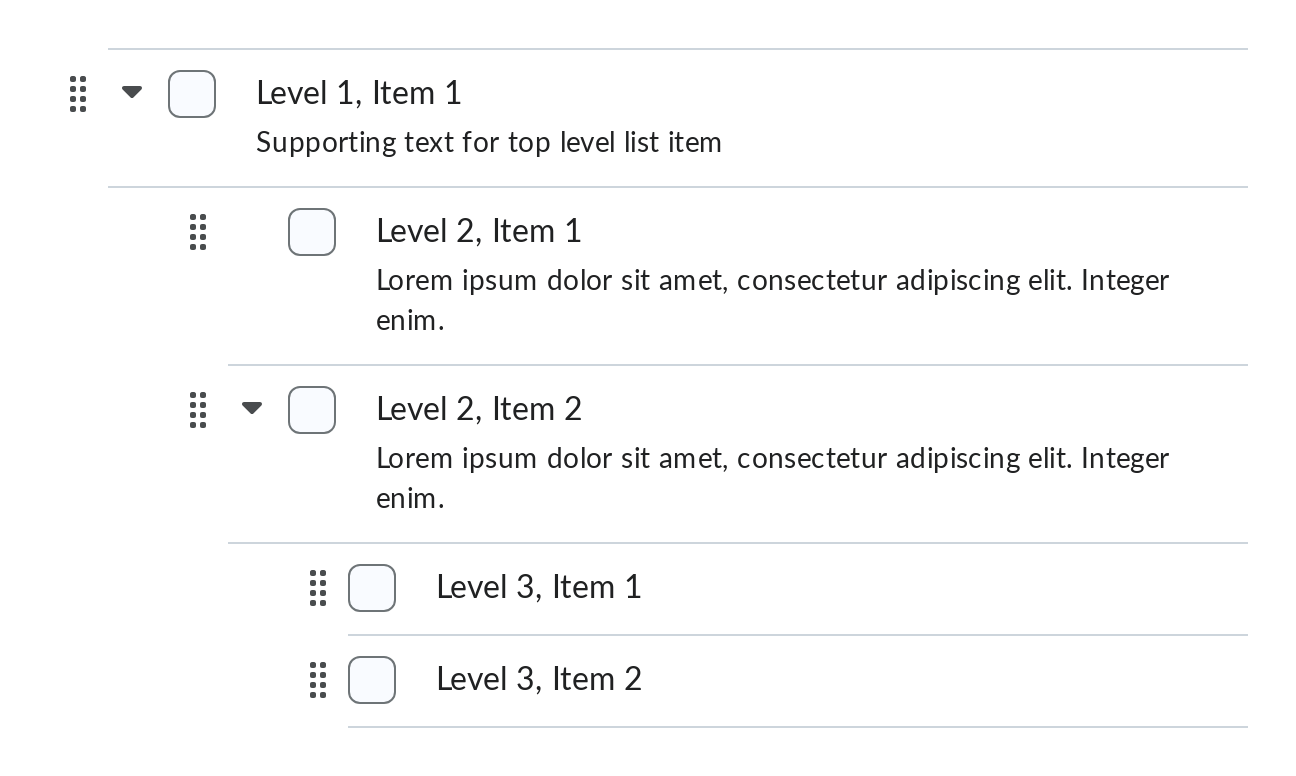 Level 1, Item 1
Supporting text for top level list item
Level 2, Item 1
Lorem ipsum dolor sit amet, consectetur adipiscing elit. Integer
enim.
Level 2, Item 2
Lorem ipsum dolor sit amet, consectetur adipiscing elit. Integer
enim.
Level 3, Item 1
Level 3, Item 2